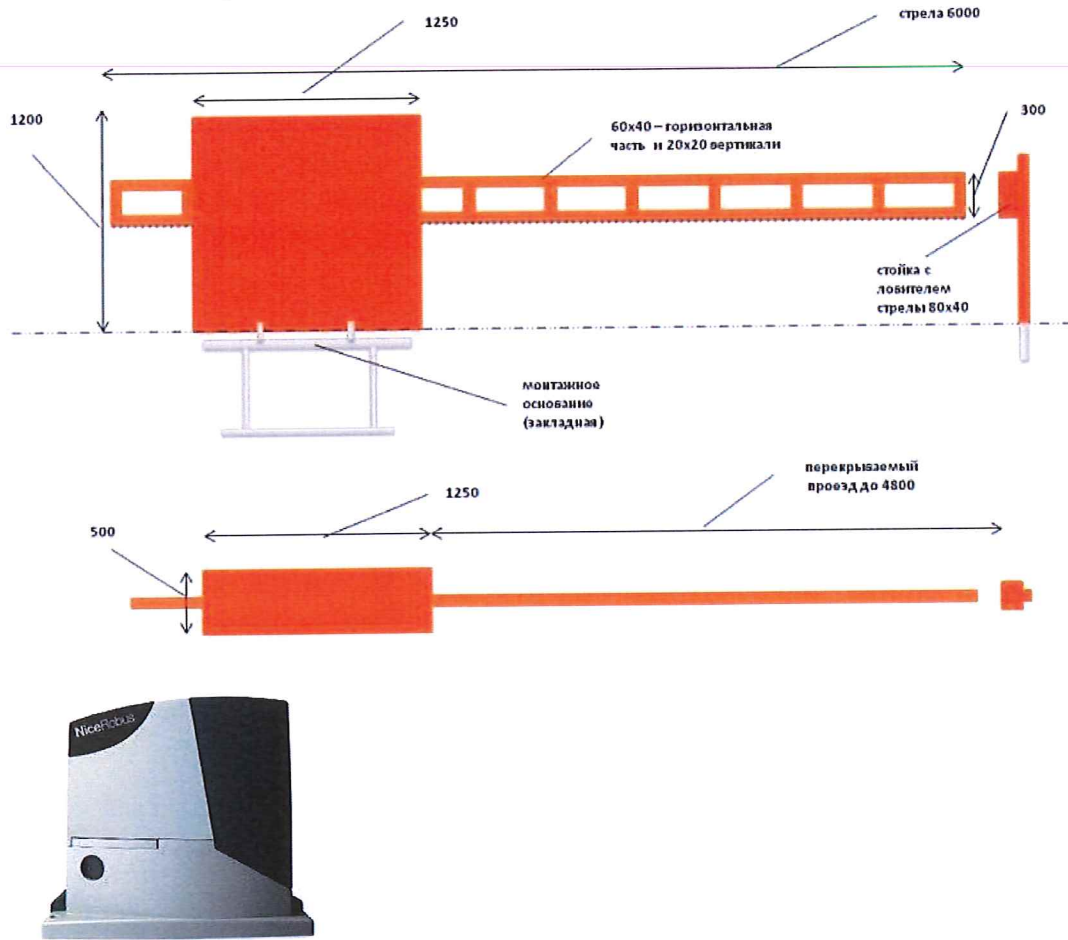 1250
стрела 6000
1200
60х40 – горизонтальная
часть и 20х20 вертикали
300
стойка с
ловителем
стрелы 80х40
монтажное
основание
(закладная)
перекрываемый
проезд до 4800
1250
500
NiceRobus